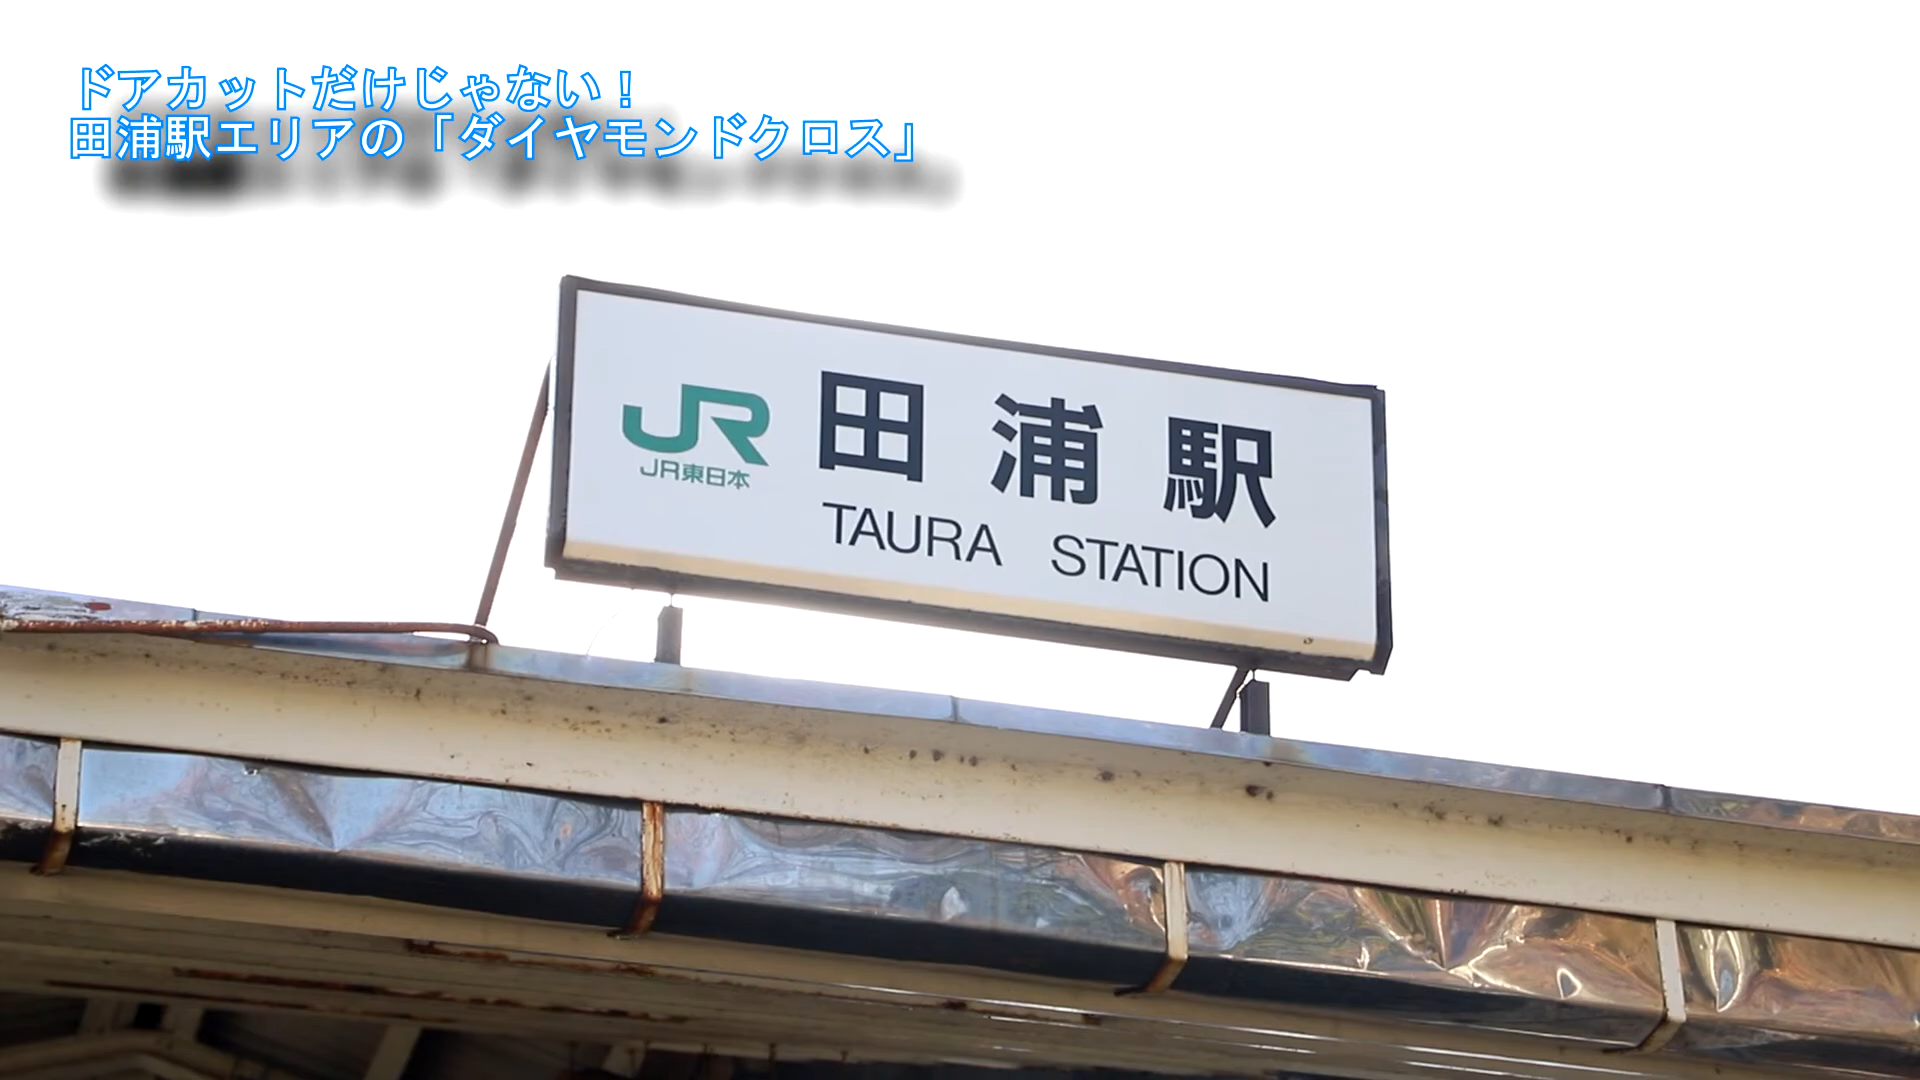 ドアカットだけじゃない！
田浦駅エリアの「ダイヤモンドクロス」
JR 田浦駅
JR東日本
TAURA STATION